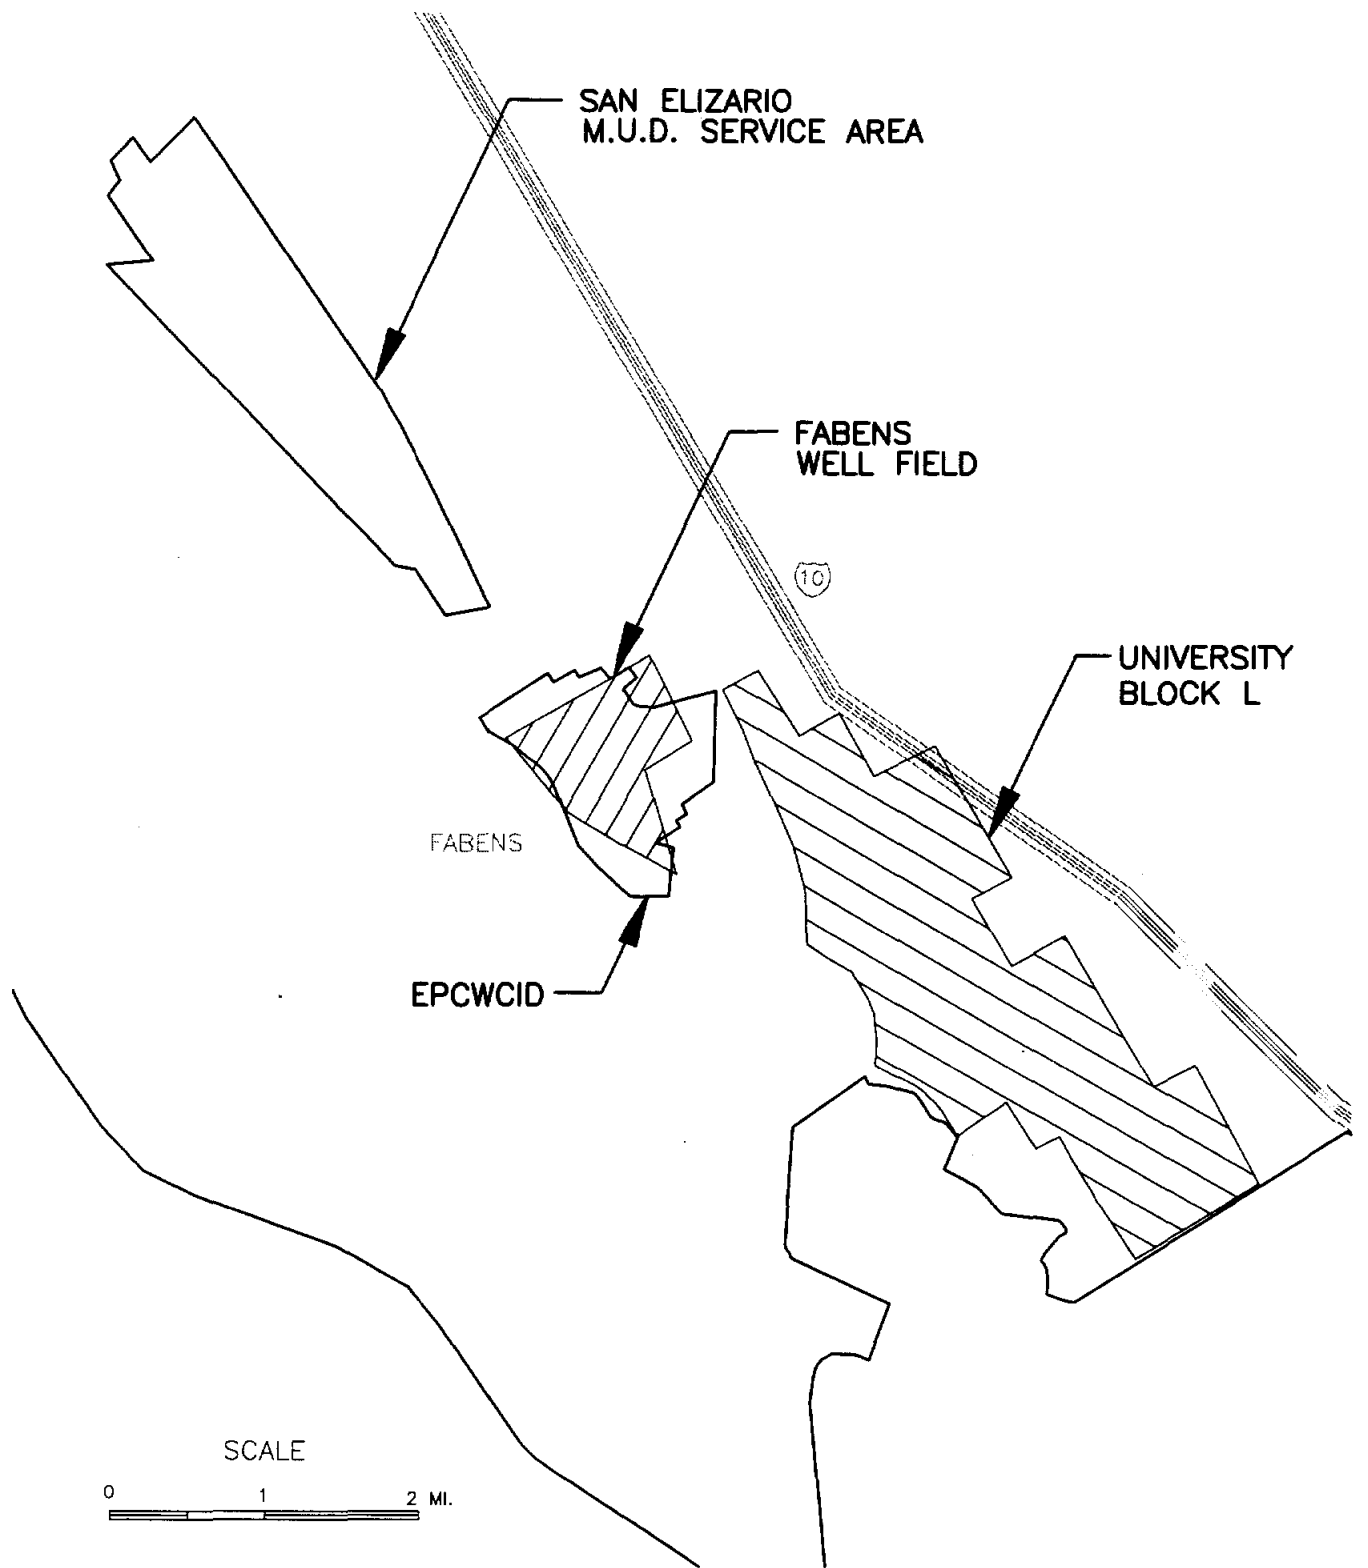 SAN ELIZARIO
M.U.D. SERVICE AREA
FABENS
WELL FIELD
10
UNIVERSITY
BLOCK L
FABENS
EPCWCID
SCALE
0 1 2 MI.